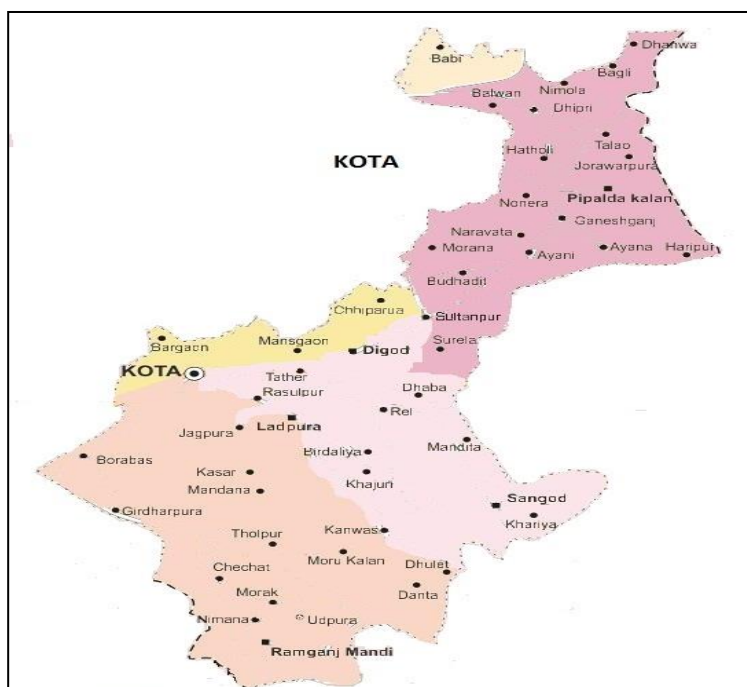 Dhanwa
Babi
Bagli
Nimola
Balwan
Dhipri
Talao
Hatholi
KOTA
Jorawarpura
Pipalda kalan
Nonera
Ganeshganj
Naravata
Morana
Ayani
Ayana
Haripur
Budhadit
Chhiparua
Sultanpur
Bargaon
Mansgaon
Digod
Surela
KOTA
Tather
Rasulpur
Dhaba
Rel
Ladpura
Jagpura
Mandita
Birdaliya
Borabas
Kasar
Khajuri
Mandana
Sangod
Girdharpura
Khariya
Kanwas
Tholpur
Moru Kalan
Chechat
Dhulet
Danta
Morak
Nimana
Udpura
Ramganj Mandi